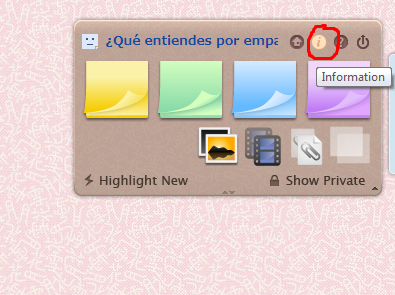 ¿Qué entiendes por empa
Information
Highlight New
Show Private